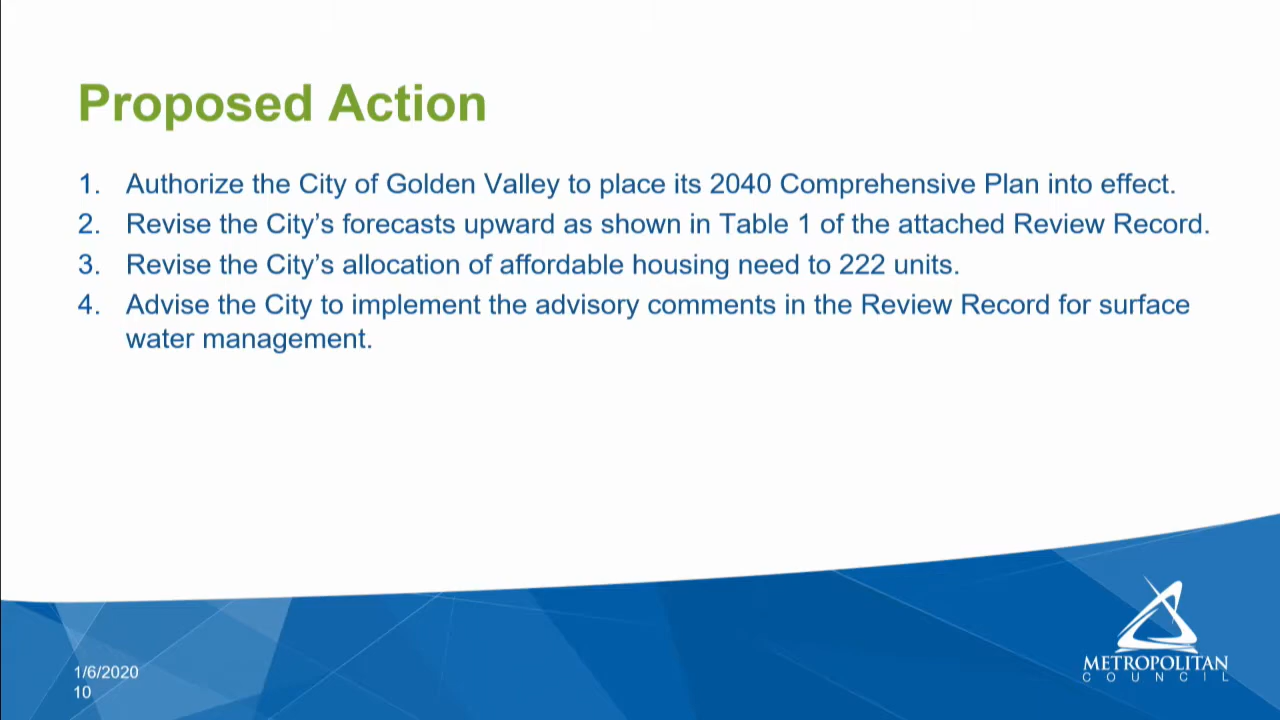 Proposed Action
1. Authorize the City of Golden Valley to place its 2040 Comprehensive Plan into effect.
2. Revise the City’s forecasts upward as shown in Table 1 of the attached Review Record.
3. Revise the City’s allocation of affordable housing need to 222 units.
4. Advise the City to implement the advisory comments in the Review Record for surface
water management.
1/6/2020
10
METROPOLITAN
COUNCIL